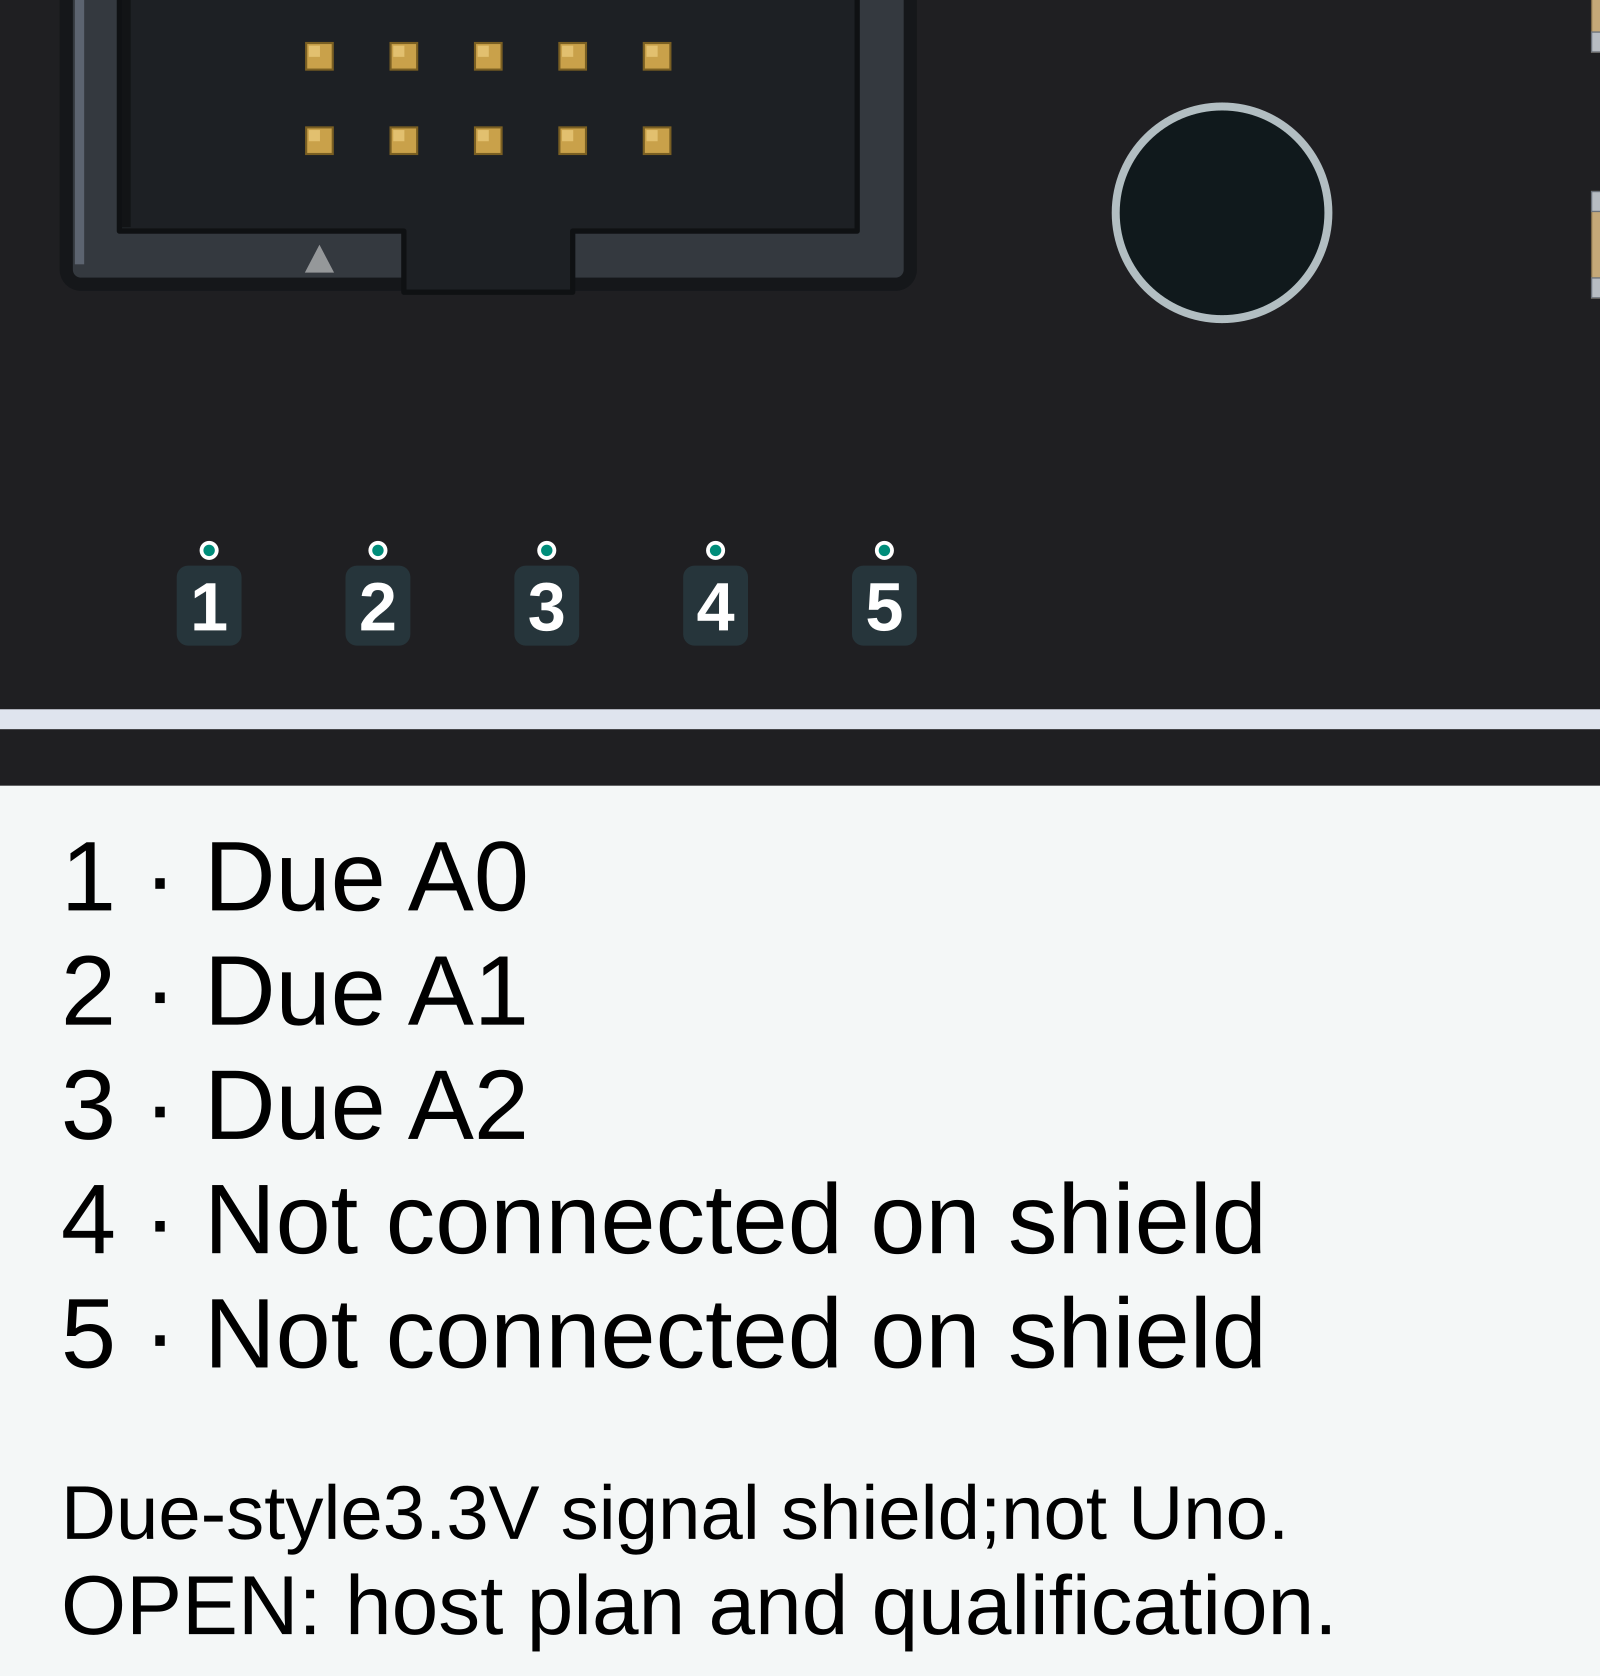 1 2 3 4 5
1 · Due A0
2 · Due A1
3 · Due A2
4 · Not connected on shield
5 · Not connected on shield
Due-style3.3V signal shield;not Uno.
OPEN: host plan and qualification.